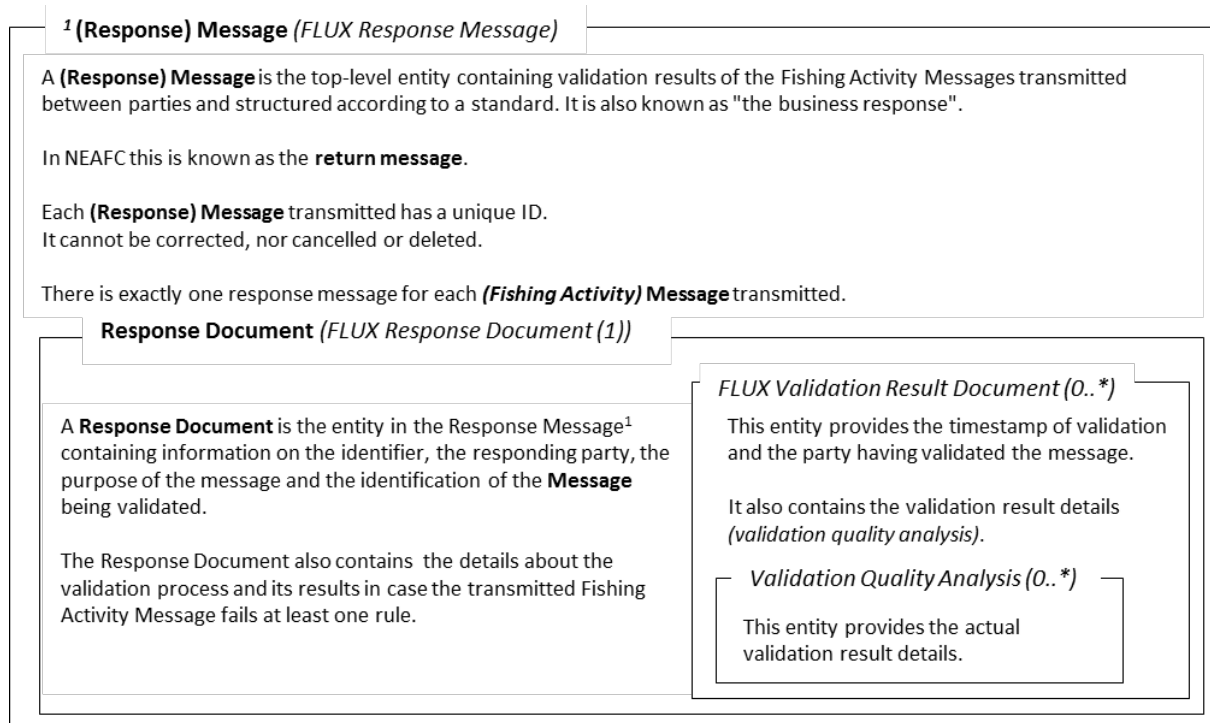 ¹ (Response) Message (FLUX Response Message)
A (Response) Message is the top-level entity containing validation results of the Fishing Activity Messages transmitted
between parties and structured according to a standard. It is also known as "the business response".
In NEAFC this is known as the return message.
Each (Response) Message transmitted has a unique ID.
It cannot be corrected, nor cancelled or deleted.
There is exactly one response message for each (Fishing Activity) Message transmitted.
Response Document (FLUX Response Document (1))
A Response Document is the entity in the Response Message¹
containing information on the identifier, the responding party, the
purpose of the message and the identification of the Message
being validated.
The Response Document also contains the details about the
validation process and its results in case the transmitted Fishing
Activity Message fails at least one rule.
FLUX Validation Result Document (0..*)
This entity provides the timestamp of validation
and the party having validated the message.
It also contains the validation result details
(validation quality analysis).
Validation Quality Analysis (0..*)
This entity provides the actual
validation result details.